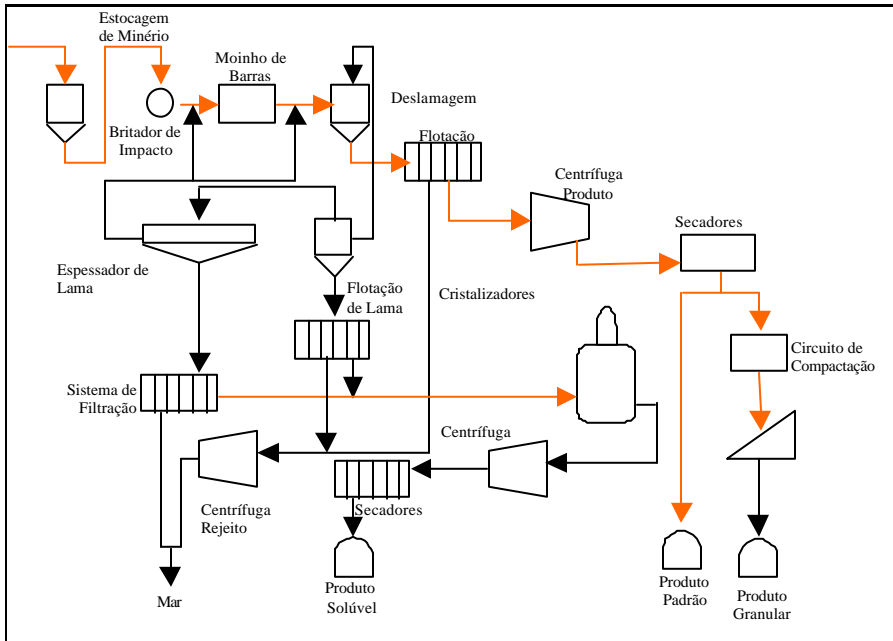 Estocagem
de Minério
Moinho de
Barras
Britador de
Impacto
Deslamagem
Flotação
Centrífuga
Produto
Secadores
Espessador de
Lama
Flotação
de Lama
Cristalizadores
Circuito de
Compactação
Sistema de
Filtração
Centrífuga
Centrífuga
Rejeito
Secadores
Mar
Produto
Solúvel
Produto
Padrão
Produto
Granular